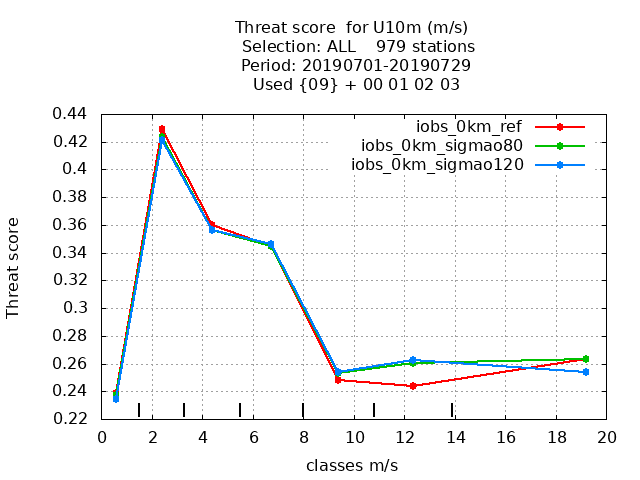 Threat score  for U10m (m/s)
Selection: ALL    979 stations
Period: 20190701-20190729
Used {09} + 00 01 02 03
iobs_0km_ref
iobs_0km_sigmao80
iobs_0km_sigmao120
Threat score
0.44
0.42
0.4
0.38
0.36
0.34
0.32
0.3
0.28
0.26
0.24
0.22
0 2 4 6 8 10 12 14 16 18 20
classes m/s